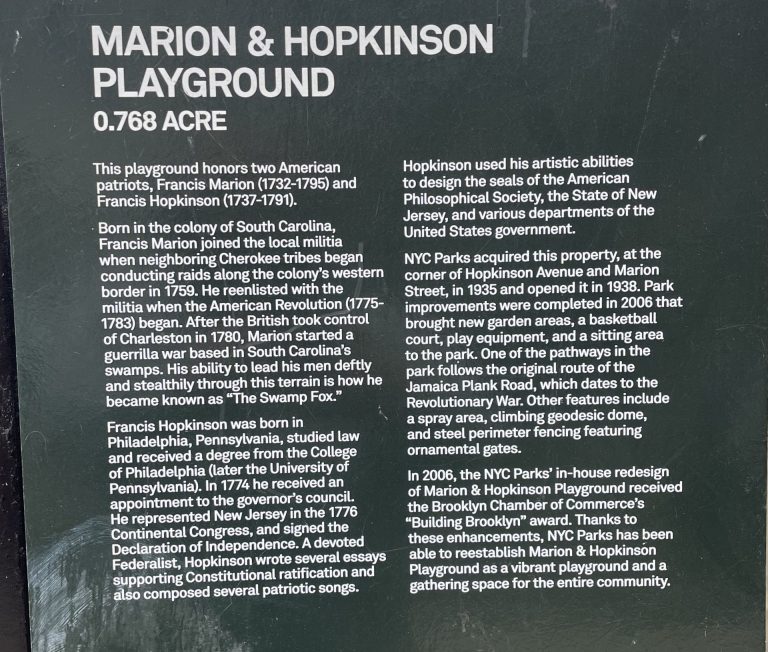 MARION & HOPKINSON
PLAYGROUND
0.768 ACRE
This playground honors two American
patriots, Francis Marion (1732-1795) and
Francis Hopkinson (1737-1791).
Born in the colony of South Carolina,
Francis Marion joined the local militia
when neighboring Cherokee tribes began
conducting raids along the colony's western
border in 1759. He reenlisted with the
militia when the American Revolution (1775-
1783) began. After the British took control
of Charleston in 1780, Marion started a
guerrilla war based in South Carolina's
swamps. His ability to lead his men deftly
and stealthily through this terrain is how he
became known as “The Swamp Fox.”
Francis Hopkinson was born in
Philadelphia, Pennsylvania, studied law
and received a degree from the College
of Philadelphia (later the University of
Pennsylvania). In 1774 he received an
appointment to the governor's council.
He represented New Jersey in the 1776
Continental Congress, and signed the
Declaration of Independence. A devoted
Federalist, Hopkinson wrote several essays
supporting Constitutional ratification and
also composed several patriotic songs.
Hopkinson used his artistic abilities
to design the seals of the American
Philosophical Society, the State of New
Jersey, and various departments of the
United States government.
NYC Parks acquired this property, at the
corner of Hopkinson Avenue and Marion
Street, in 1935 and opened it in 1938. Park
improvements were completed in 2006 that
brought new garden areas, a basketball
court, play equipment, and a sitting area
to the park. One of the pathways in the
park follows the original route of the
Jamaica Plank Road, which dates to the
Revolutionary War. Other features include
a spray area, climbing geodesic dome,
and steel perimeter fencing featuring
ornamental gates.
In 2006, the NYC Parks' in-house redesign
of Marion & Hopkinson Playground received
the Brooklyn Chamber of Commerce's
“Building Brooklyn” award. Thanks to
these enhancements, NYC Parks has been
able to reestablish Marion & Hopkinson
Playground as a vibrant playground and a
gathering space for the entire community.